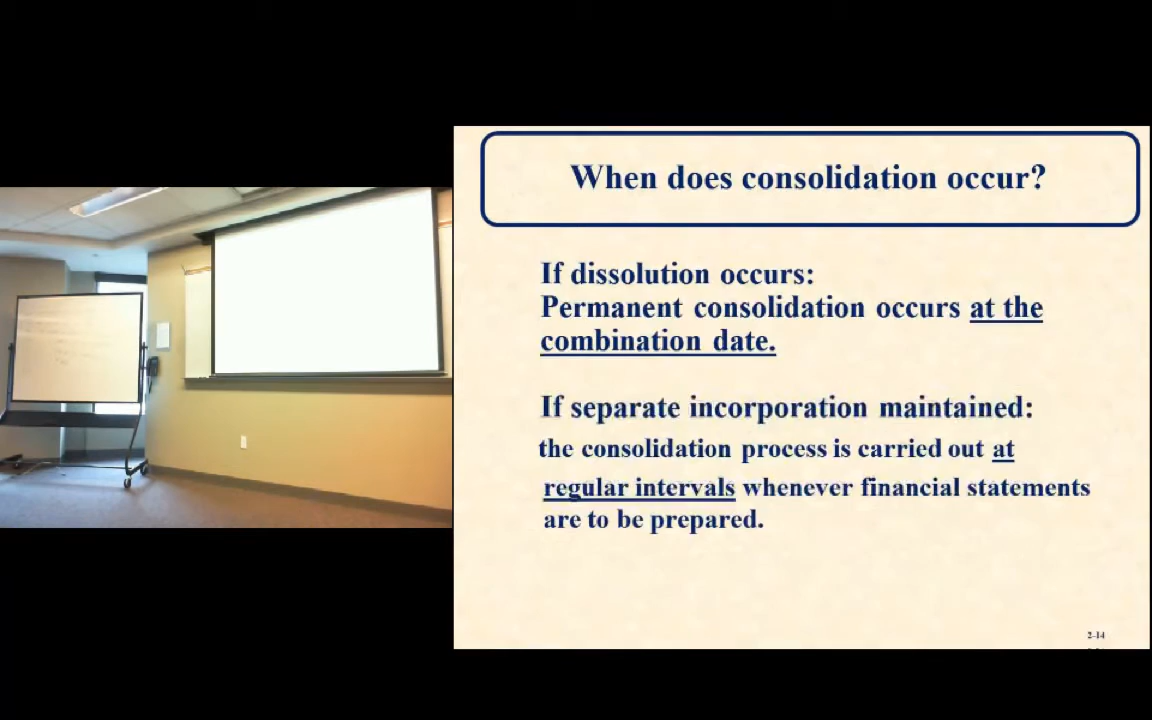 When does consolidation occur?
If dissolution occurs:
Permanent consolidation occurs at the
combination date.
If separate incorporation maintained:
the consolidation process is carried out at
regular intervals whenever financial statements
are to be prepared.
2-14